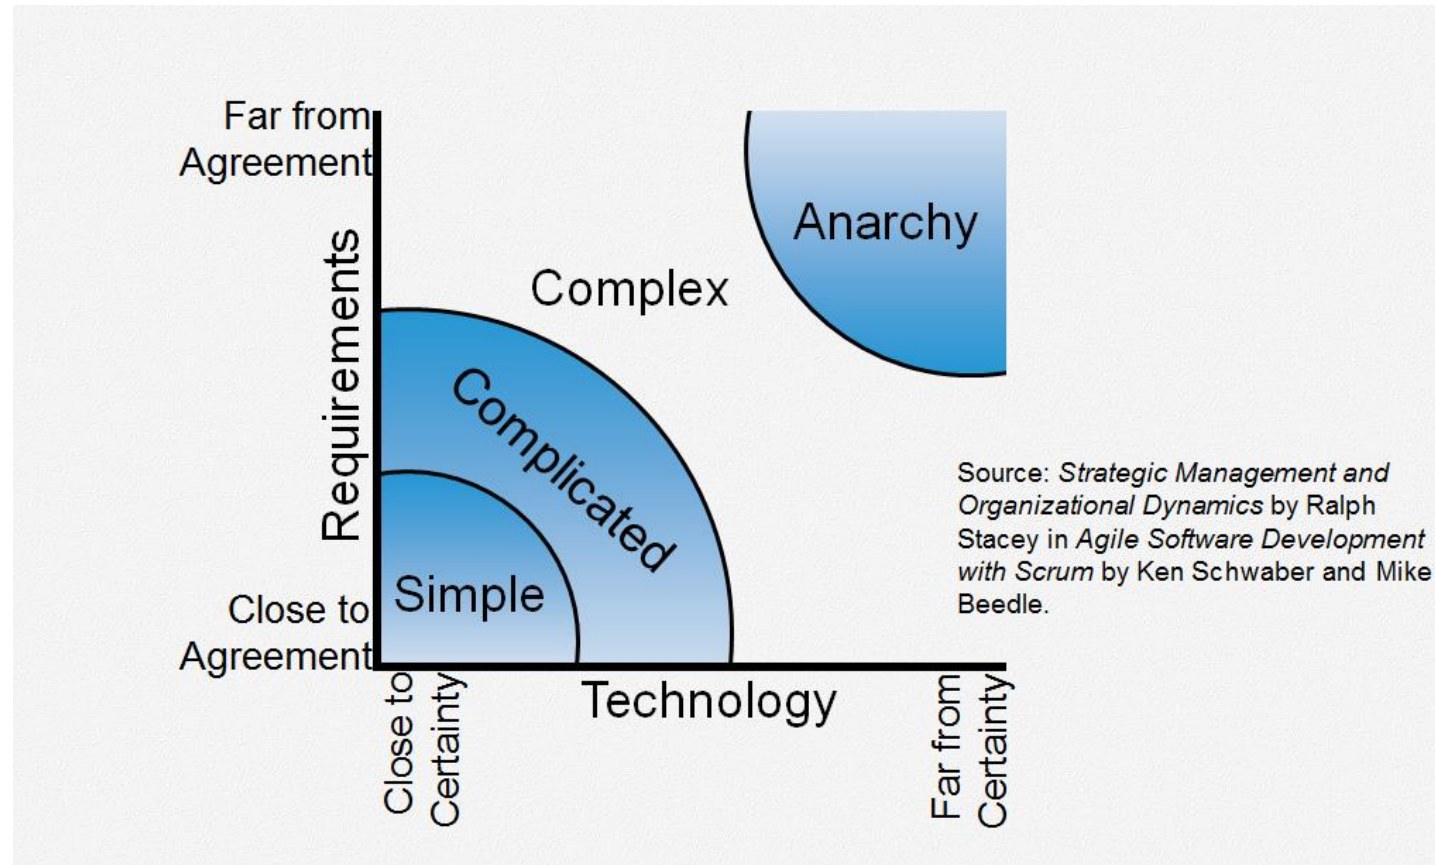 Far from
Agreement
Anarchy
Complex
Requirements
Complicated
Source: Strategic Management and
Organizational Dynamics by Ralph
Stacey in Agile Software Development
with Scrum by Ken Schwaber and Mike
Beedle.
Simple
Close to
Agreement
Technology
Close to
Certainty
Far from
Certainty